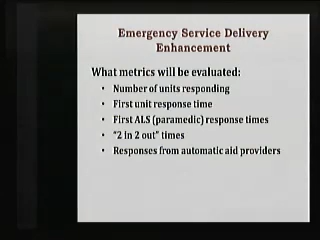 Emergency Service Delivery
Enhancement
What metrics will be evaluated:
• Number of units responding
• First unit response time
• First ALS (paramedic) response times
• "2 in 2 out" times
• Responses from automatic aid providers